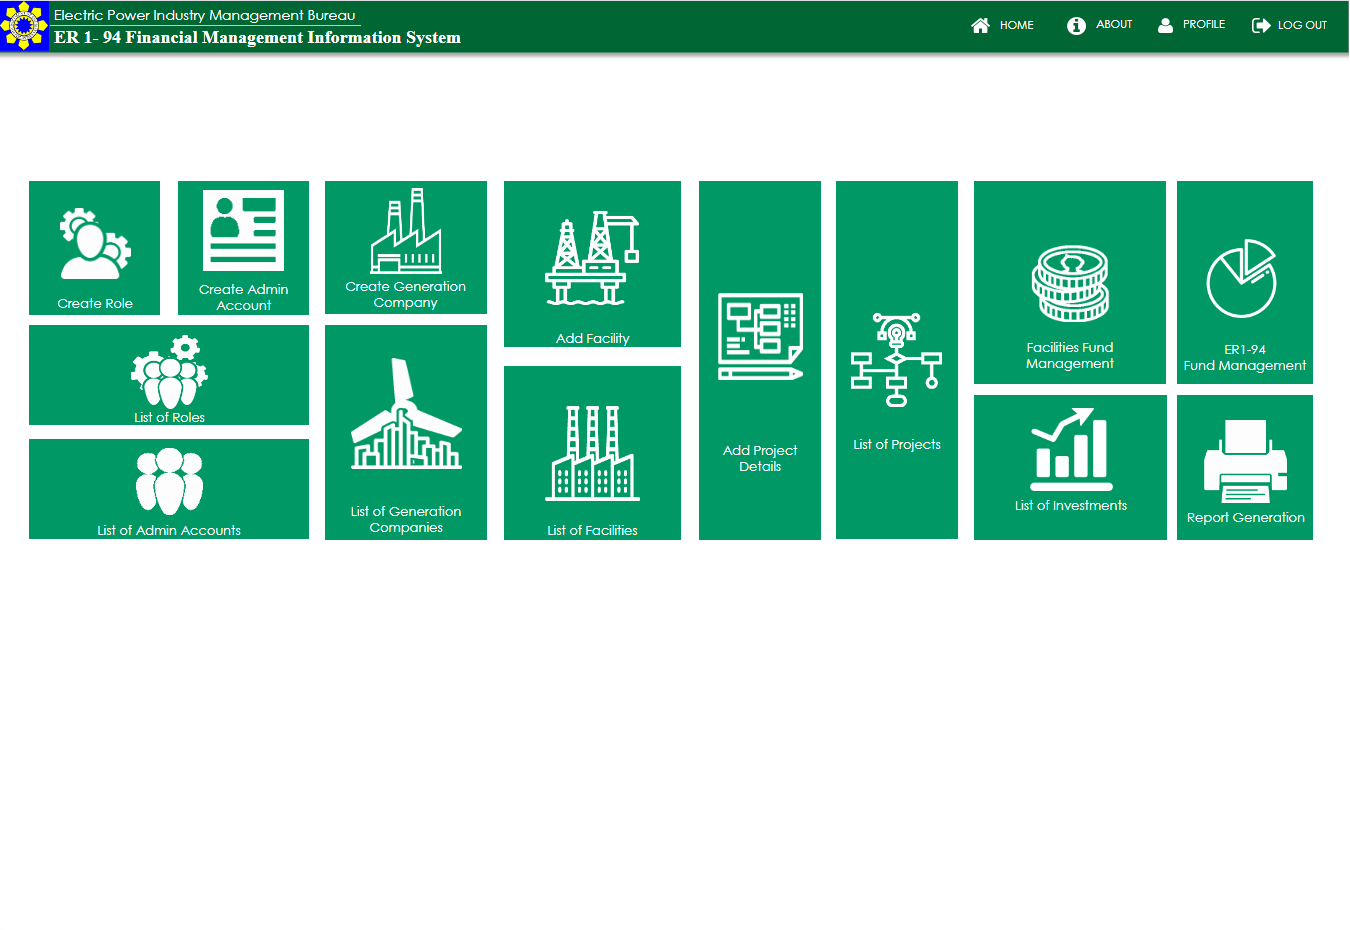 Electric Power Industry Management Bureau
ER 1- 94 Financial Management Information System
HOME
ABOUT
PROFILE
LOG OUT
Create Role
Create Admin
Account
List of Roles
List of Admin Accounts
Create Generation
Company
List of Generation
Companies
Add Facility
List of Facilities
Add Project
Details
List of Projects
Facilities Fund
Management
ER1-94
Fund Management
List of Investments
Report Generation